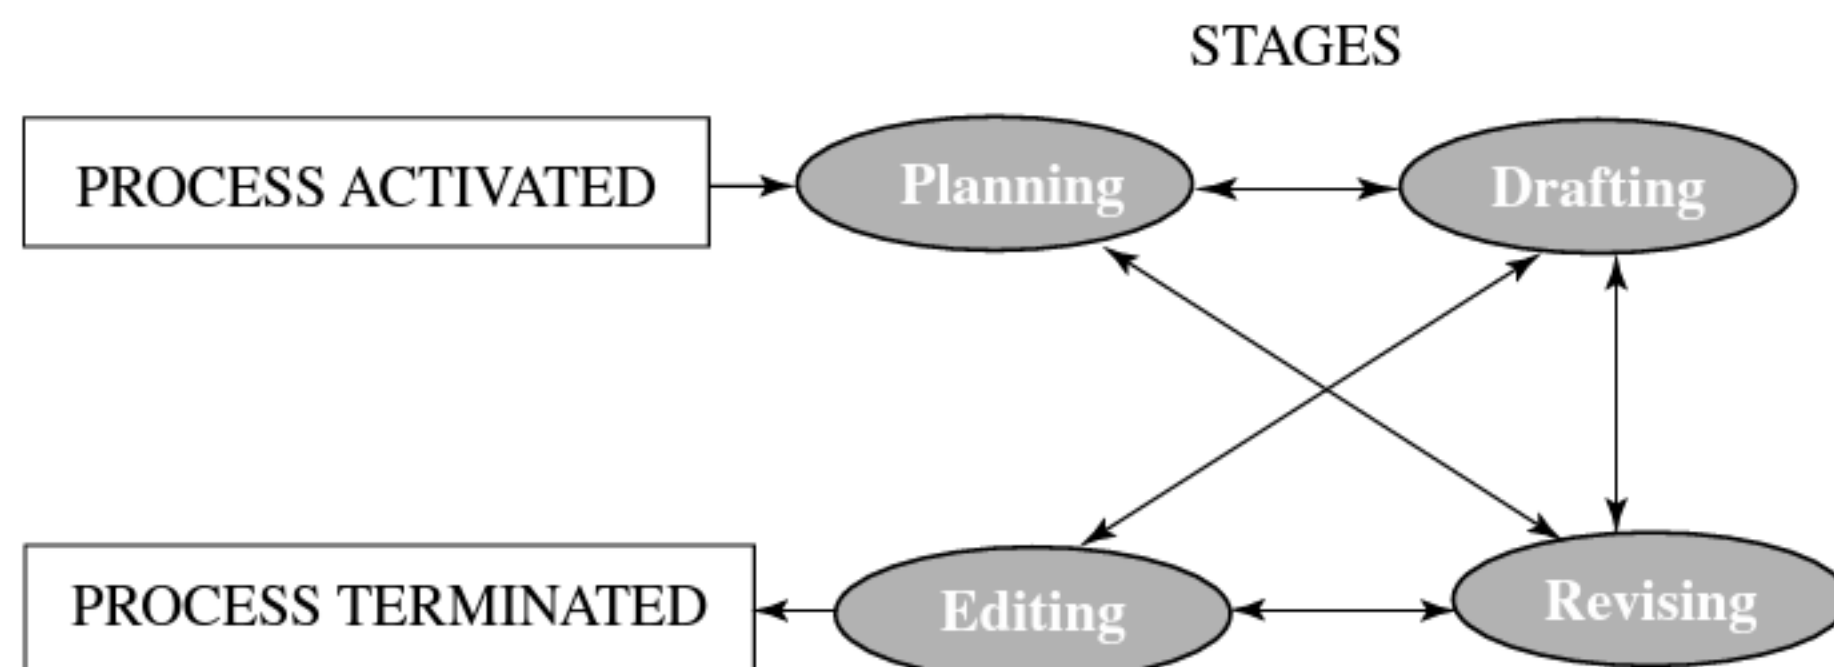 STAGES
PROCESS ACTIVATED
Planning
Drafting
PROCESS TERMINATED
Editing
Revising